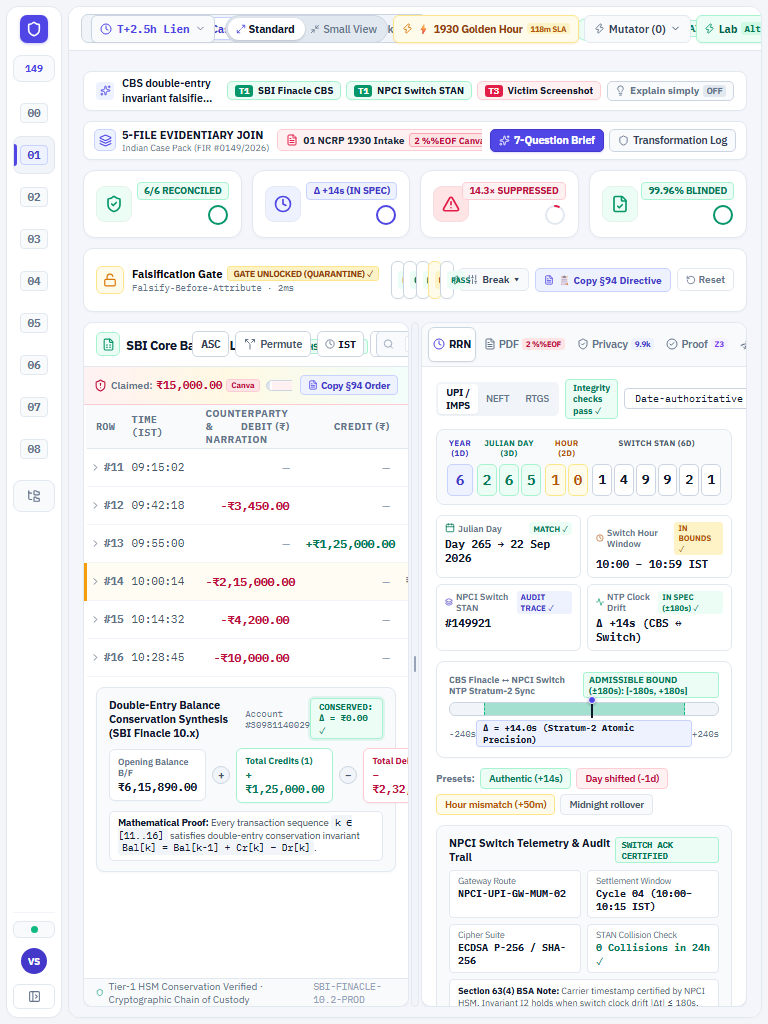 149
00
01
02
03
04
05
06
07
08
VS
T+2.5h Lien
Standard
Small View
1930 Golden Hour 118m SLA
Mutator (0)
Lab Alt
CBS double-entry
invariant falsifie...
T1 SBI Finacle CBS
T1 NPCI Switch STAN
T3 Victim Screenshot
Explain simply OFF
5-FILE EVIDENTIARY JOIN
Indian Case Pack (FIR #0149/2026)
01 NCRP 1930 Intake 2 %%EOF Canva
7-Question Brief
Transformation Log
6/6 RECONCILED
Δ +14s (IN SPEC)
14.3× SUPPRESSED
99.96% BLINDED
Falsification Gate GATE UNLOCKED (QUARANTINE) ✓
Falsify-Before-Attribute · 2ms
Break ▾
Copy §94 Directive
Reset
SBI Core Ba
ASC
Permute
IST
Claimed: ₹15,000.00 Canva
Copy §94 Order
ROW
TIME
(IST)
COUNTERPARTY
&
NARRATION
DEBIT (₹)
CREDIT (₹)
#11 09:15:02 — —
#12 09:42:18 -₹3,450.00 —
#13 09:55:00 — +₹1,25,000.00
#14 10:00:14 -₹2,15,000.00 —
#15 10:14:32 -₹4,200.00 —
#16 10:28:45 -₹10,000.00 —
Double-Entry Balance
Conservation Synthesis
(SBI Finacle 10.x)
Account
#30981140029
CONSERVED:
Δ = ₹0.00
✓
Opening Balance
B/F
₹6,15,890.00
+
Total Credits (1)
+
₹1,25,000.00
−
Total De
−
₹2,32,
Mathematical Proof: Every transaction sequence k ∈
[11..16] satisfies double-entry conservation invariant
Bal[k] = Bal[k-1] + Cr[k] − Dr[k].
Tier-1 HSM Conservation Verified ·
Cryptographic Chain of Custody
SBI-FINACLE-
10.2-PROD
RRN
PDF 2 %%EOF
Privacy 9.9k
Proof Z3
UPI /
IMPS
NEFT
RTGS
Integrity
checks
pass ✓
Date-authoritative
YEAR
(1D)
JULIAN DAY
(3D)
HOUR
(2D)
SWITCH STAN (6D)
6 2 6 5 1 0 1 4 9 9 2 1
Julian Day
MATCH ✓
Day 265 → 22 Sep
2026
Switch Hour
Window
IN
BOUNDS
✓
10:00 – 10:59 IST
NPCI Switch
STAN
AUDIT
TRACE ✓
#149921
NTP Clock
Drift
IN SPEC
(±180s) ✓
Δ +14s (CBS ↔
Switch)
CBS Finacle ↔ NPCI Switch
NTP Stratum-2 Sync
ADMISSIBLE BOUND
(±180s): [-180s, +180s]
-240s
Δ = +14.0s (Stratum-2 Atomic
Precision)
+240s
Presets:
Authentic (+14s)
Day shifted (-1d)
Hour mismatch (+50m)
Midnight rollover
NPCI Switch Telemetry & Audit
Trail
SWITCH ACK
CERTIFIED
Gateway Route
NPCI-UPI-GW-MUM-02
Settlement Window
Cycle 04 (10:00–
10:15 IST)
Cipher Suite
ECDSA P-256 / SHA-
256
STAN Collision Check
0 Collisions in 24h
✓
Section 63(4) BSA Note: Carrier timestamp certified by NPCI
HSM. Invariant I2 holds when switch clock drift |Δt| ≤ 180s.